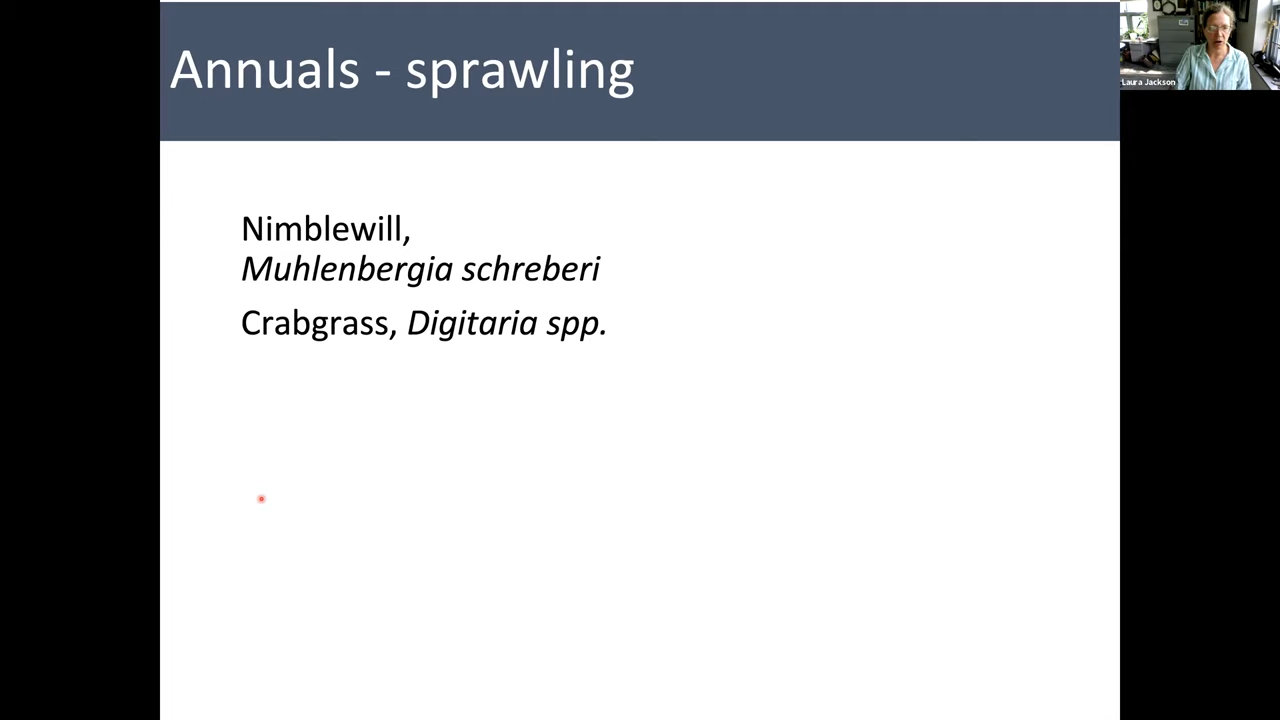 Annuals - sprawling
Laura Jackson
Nimblewill,
Muhlenbergia schreberi
Crabgrass, Digitaria spp.